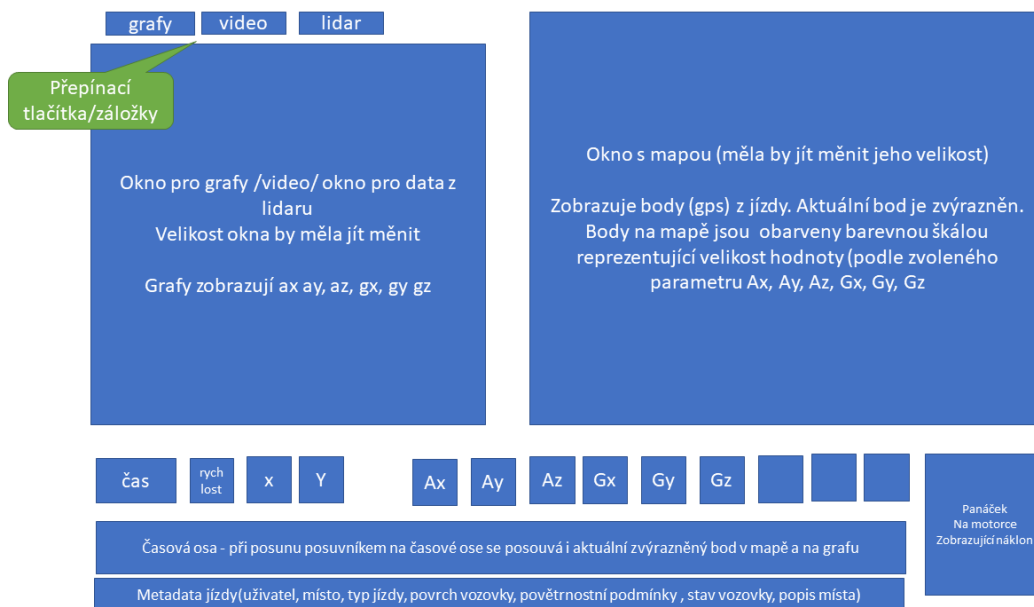 grafy
video
lidar
Přepínací
tlačítka/záložky
Okno pro grafy /video/ okno pro data z
lidaru
Velikost okna by měla jít měnit
Grafy zobrazují ax ay, az, gx, gy gz
Okno s mapou (měla by jít měnit jeho velikost)
Zobrazuje body (gps) z jízdy. Aktuální bod je zvýrazněn.
Body na mapě jsou  obarveny barevnou škálou
reprezentující velikost hodnoty (podle zvoleného
parametru Ax, Ay, Az, Gx, Gy, Gz
čas
rych
lost
x
Y
Ax
Ay
Az
Gx
Gy
Gz
Panáček
Na motorce
Zobrazující náklon
Časová osa - při posunu posuvníkem na časové ose se posouvá i aktuální zvýrazněný bod v mapě a na grafu
Metadata jízdy(uživatel, místo, typ jízdy, povrch vozovky, povětrnostní podmínky , stav vozovky, popis místa)